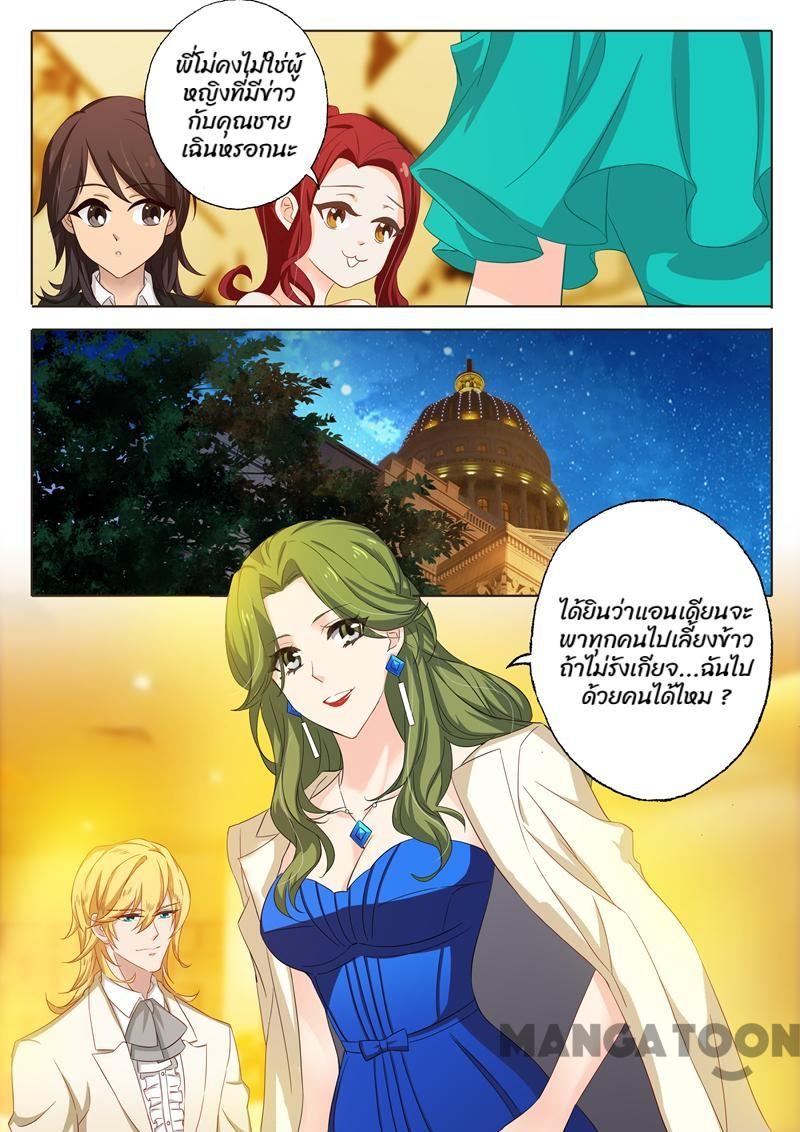 พี่โม่คงไม่ใช่ผู้
หญิงที่มีข่าว
กับคุณชาย
เฉินหรอกนะ
ได้ยินว่าแอนเดียนจะ
พาทุกคนไปเลี้ยงข้าว
ถ้าไม่รังเกียจ...ฉันไป
ด้วยคนได้ไหม ?
MANGATOON